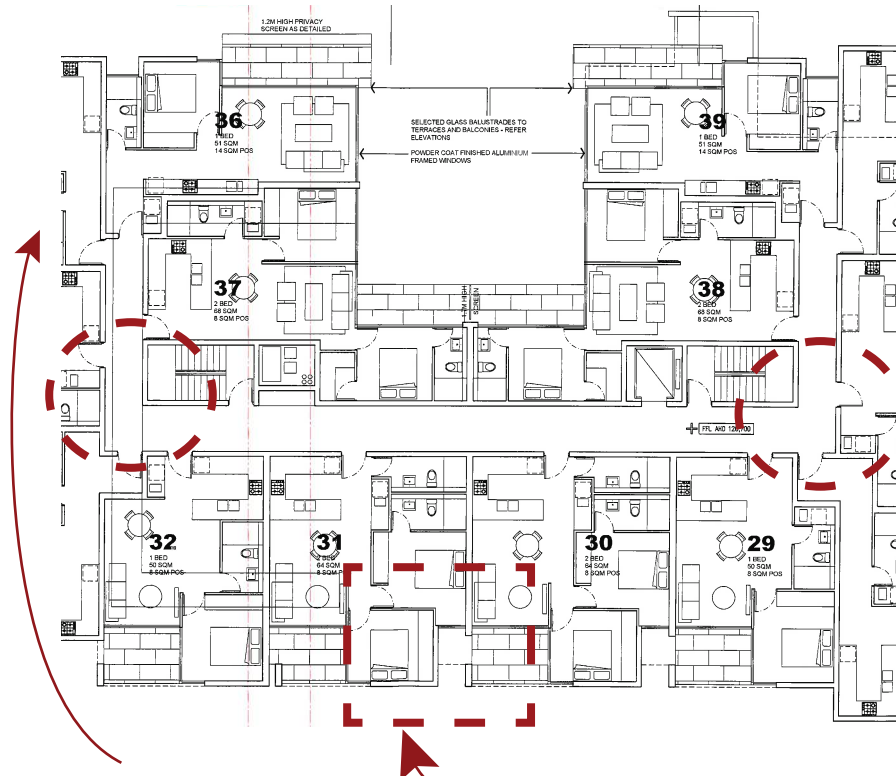 1.2M HIGH PRIVACY
SCREEN AS DETAILED
36
1 BED
51 SQM
14 SQM POS
SELECTED GLASS BALUSTRADES TO
TERRACES AND BALCONIES - REFER
ELEVATIONS
POWDER COAT FINISHED ALUMINIUM
FRAMED WINDOWS
39
1 BED
51 SQM
14 SQM POS
37
2 BED
68 SQM
8 SQM POS
HIGH
SCREEN
38
2 BED
68 SQM
8 SQM POS
FFL AHD
32
1 BED
50 SQM
8 SQM POS
31
2 BED
64 SQM
8 SQM P
30
2 BED
64 SQM
8 SQM POS
29
1 BED
50 SQM
8 SQM POS